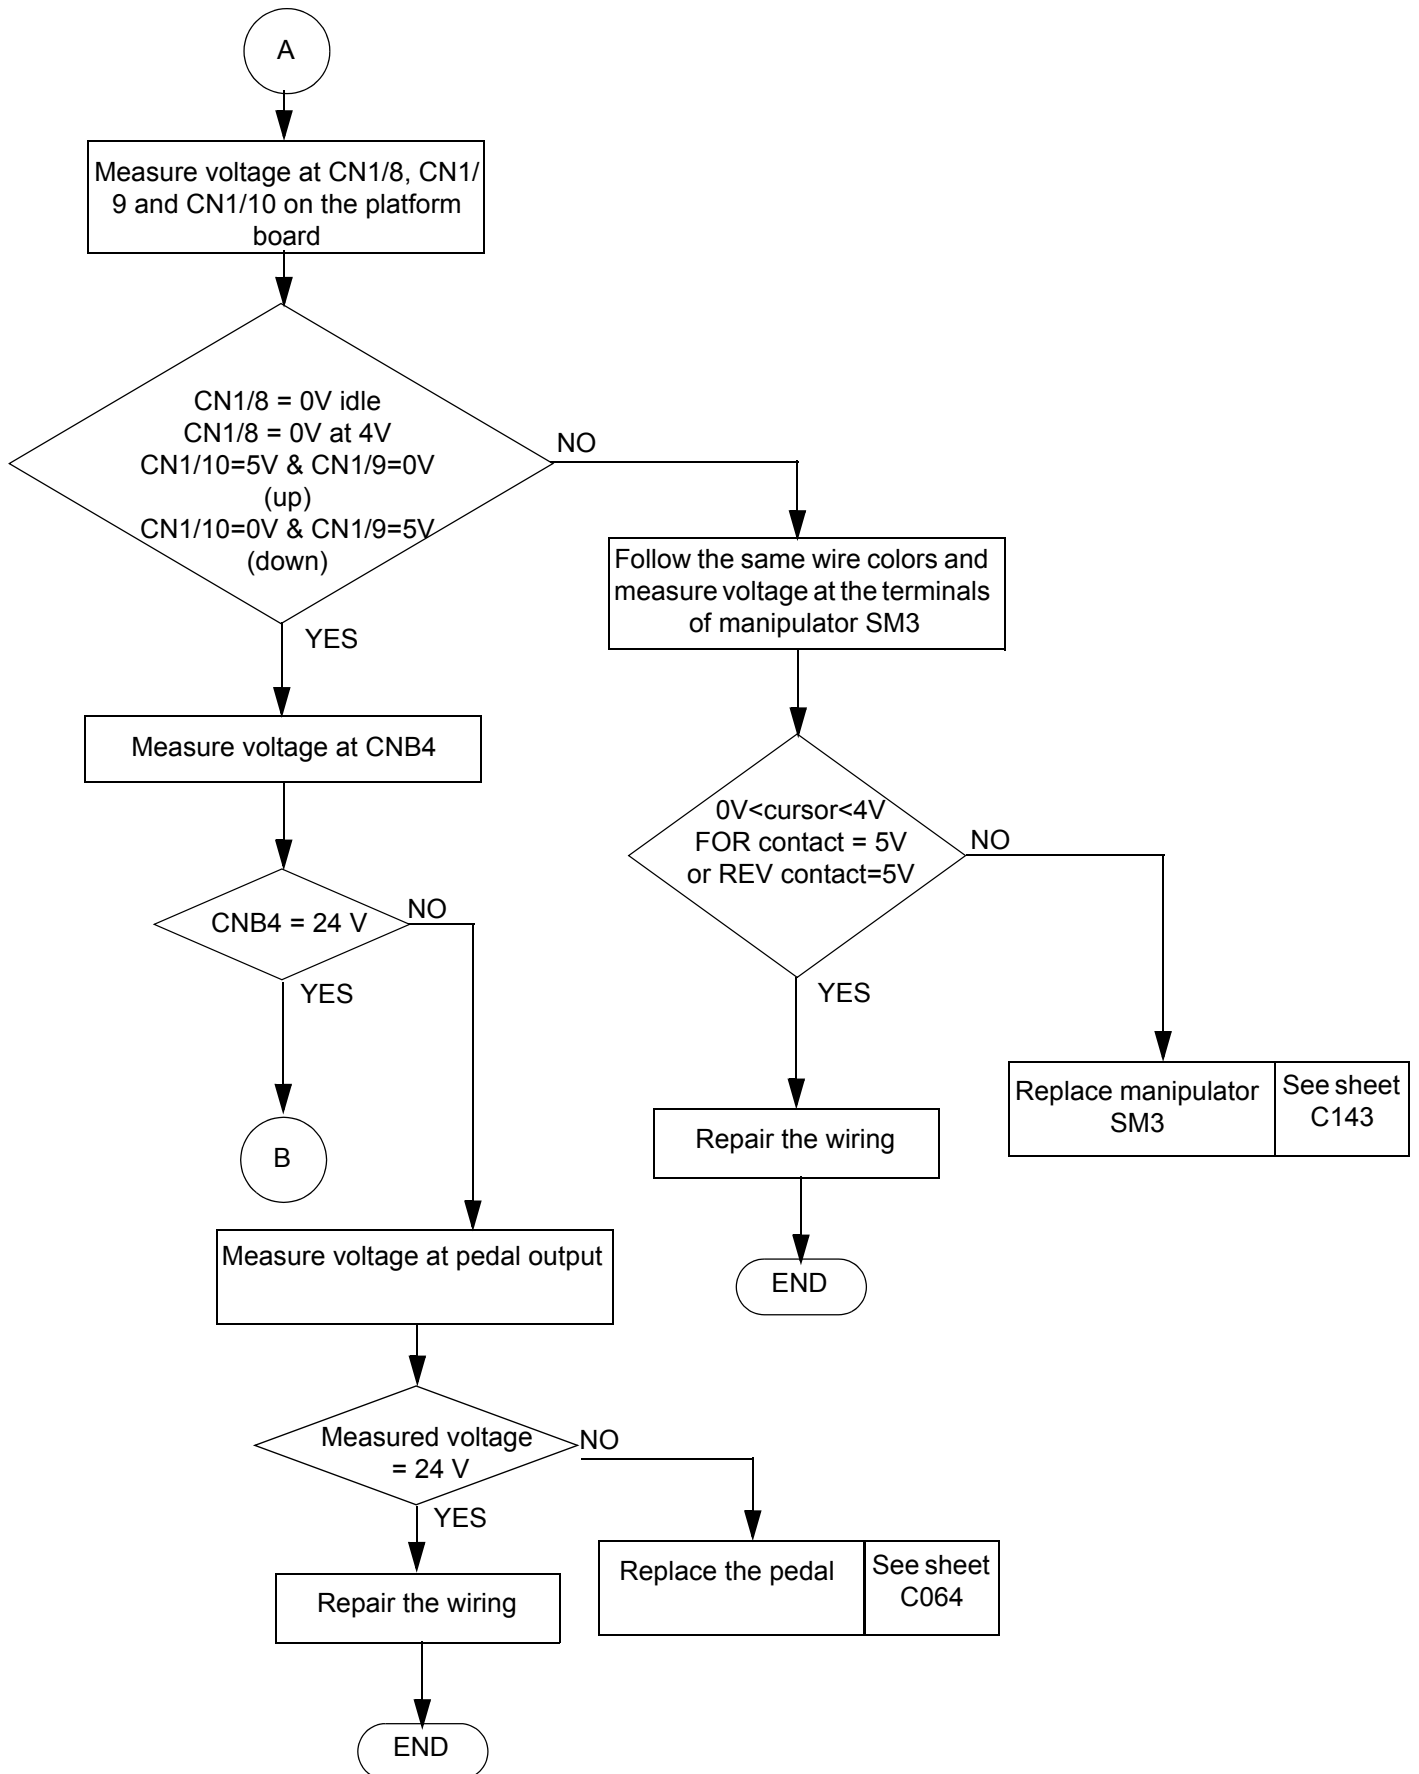 A
Measure voltage at CN1/8, CN1/
9 and CN1/10 on the platform
board
CN1/8 = 0V idle
CN1/8 = 0V at 4V
CN1/10=5V & CN1/9=0V
(up)
CN1/10=0V & CN1/9=5V
(down)
NO
YES
Follow the same wire colors and
measure voltage at the terminals
of manipulator SM3
Measure voltage at CNB4
0V<cursor<4V
FOR contact = 5V
or REV contact=5V
NO
YES
CNB4 = 24 V
NO
YES
Replace manipulator
SM3
See sheet
C143
Repair the wiring
B
END
Measure voltage at pedal output
Measured voltage
= 24 V
NO
YES
Replace the pedal
See sheet
C064
Repair the wiring
END